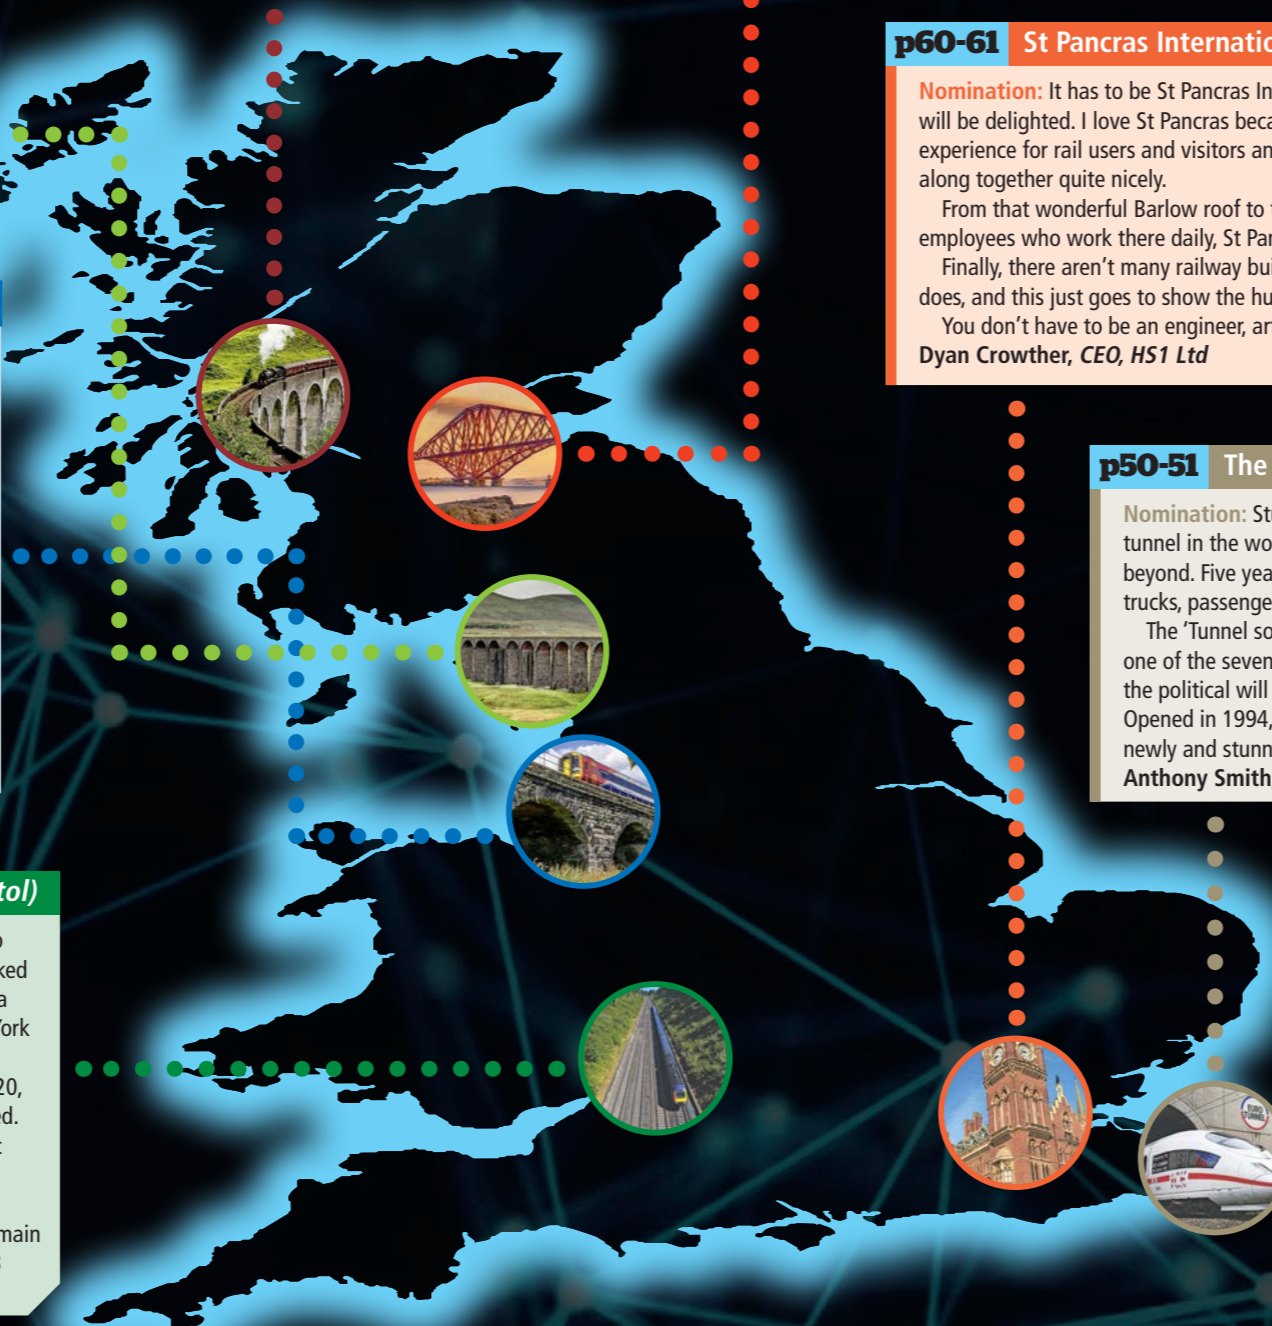 p60-61 St Pancras Internatio
Nomination: It has to be St Pancras In
will be delighted. I love St Pancras beca
experience for rail users and visitors an
along together quite nicely.
From that wonderful Barlow roof to
employees who work there daily, St Par
Finally, there aren't many railway bui
does, and this just goes to show the hu
You don't have to be an engineer, ar
Dyan Crowther, CEO, HS1 Ltd
p50-51 The
Nomination: Stu
tunnel in the wo
beyond. Five yea
trucks, passenge
The 'Tunnel so
one of the seven
the political will
Opened in 1994,
newly and stunn
Anthony Smith
tol)
ked
a
York
20,
ed.
main
EURO
TUNNEL